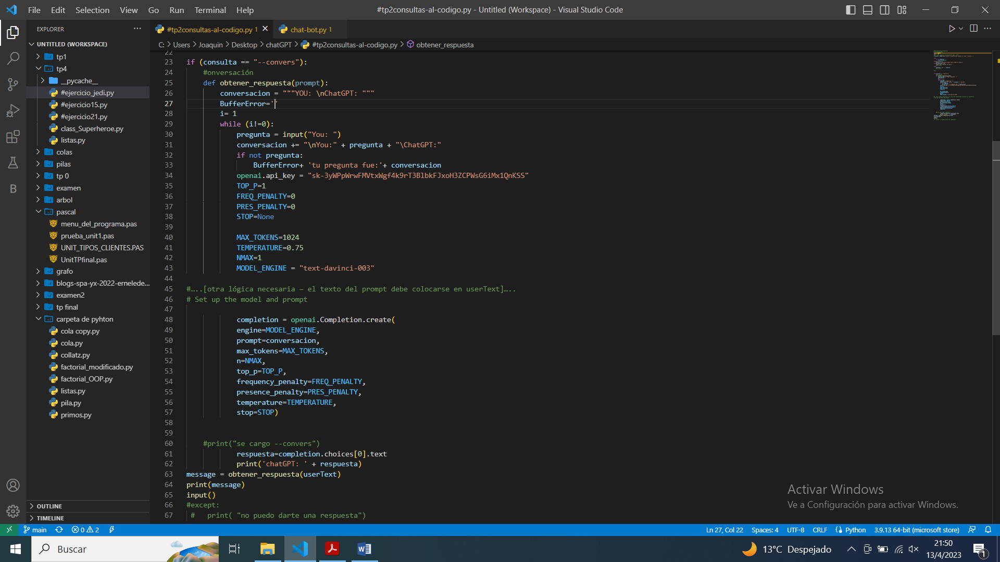 File Edit Selection View Go Run Terminal Help
#tp2consultas-al-codigo.py - Untitled (Workspace) - Visual Studio Code
EXPLORER
UNTITLED (WORKSPACE)
tp1
tp4
__pycache__
#ejercicio_jedi.py
#ejercicio15.py
#ejercicio21.py
class_Superheroe.py
listas.py
colas
pilas
tp 0
examen
arbol
pascal
menu_del_programa.pas
prueba_unit1.pas
UNIT_TIPOS_CLIENTES.PAS
UnitTPfinal.pas
grafo
blogs-spa-yx-2022-ernelede...
examen2
tp final
carpeta de pyhton
cola copy.py
cola.py
collatz.py
factorial_modificado.py
factorial_OOP.py
listas.py
pila.py
primos.py
OUTLINE
TIMELINE
#tp2consultas-al-codigo.py 1
chat-bot.py 1
C: > Users > Joaquin > Desktop > chatGPT > #tp2consultas-al-codigo.py > obtener_respuesta
22
23 if (consulta == "--convers"):
24 #onversación
25 def obtener_respuesta(prompt):
26 conversacion = """YOU: \nChatGPT: """
27 BufferError=''
28 i= 1
29 while (i!=0):
30 pregunta = input("You: ")
31 conversacion += "\nYou:" + pregunta + "\ChatGPT:"
32 if not pregunta:
33 BufferError+ 'tu pregunta fue:'+ conversacion
34 openai.api_key = "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"
35 TOP_P=1
36 FREQ_PENALTY=0
37 PRES_PENALTY=0
38 STOP=None
39
40 MAX_TOKENS=1024
41 TEMPERATURE=0.75
42 NMAX=1
43 MODEL_ENGINE = "text-davinci-003"
44
45 #…..[otra lógica necesaria – el texto del prompt debe colocarse en userText]…..
46 # Set up the model and prompt
47
48 completion = openai.Completion.create(
49 engine=MODEL_ENGINE,
50 prompt=conversacion,
51 max_tokens=MAX_TOKENS,
52 n=NMAX,
53 top_p=TOP_P,
54 frequency_penalty=FREQ_PENALTY,
55 presence_penalty=PRES_PENALTY,
56 temperature=TEMPERATURE,
57 stop=STOP)
58
59
60 #print("se cargo --convers")
61 respuesta=completion.choices[0].text
62 print('chatGPT: ' + respuesta)
63 message = obtener_respuesta(userText)
64 print(message)
65 input()
66 #except:
67 # print( "no puedo darte una respuesta")
Activar Windows
Ve a Configuración para activar Windows.
main 0 2
Ln 27, Col 22 Spaces: 4 UTF-8 CRLF Python 3.9.13 64-bit (microsoft store)
Buscar
13°C Despejado
21:50
13/4/2023
1